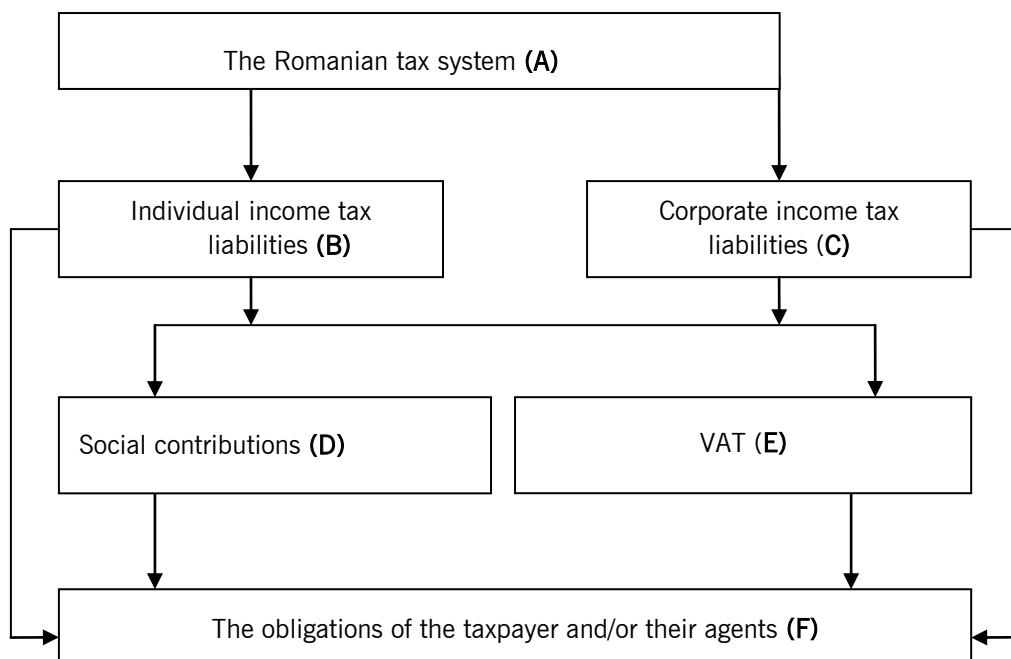 The Romanian tax system (A)
Individual income tax
liabilities (B)
Corporate income tax
liabilities (C)
Social contributions (D)
VAT (E)
The obligations of the taxpayer and/or their agents (F)